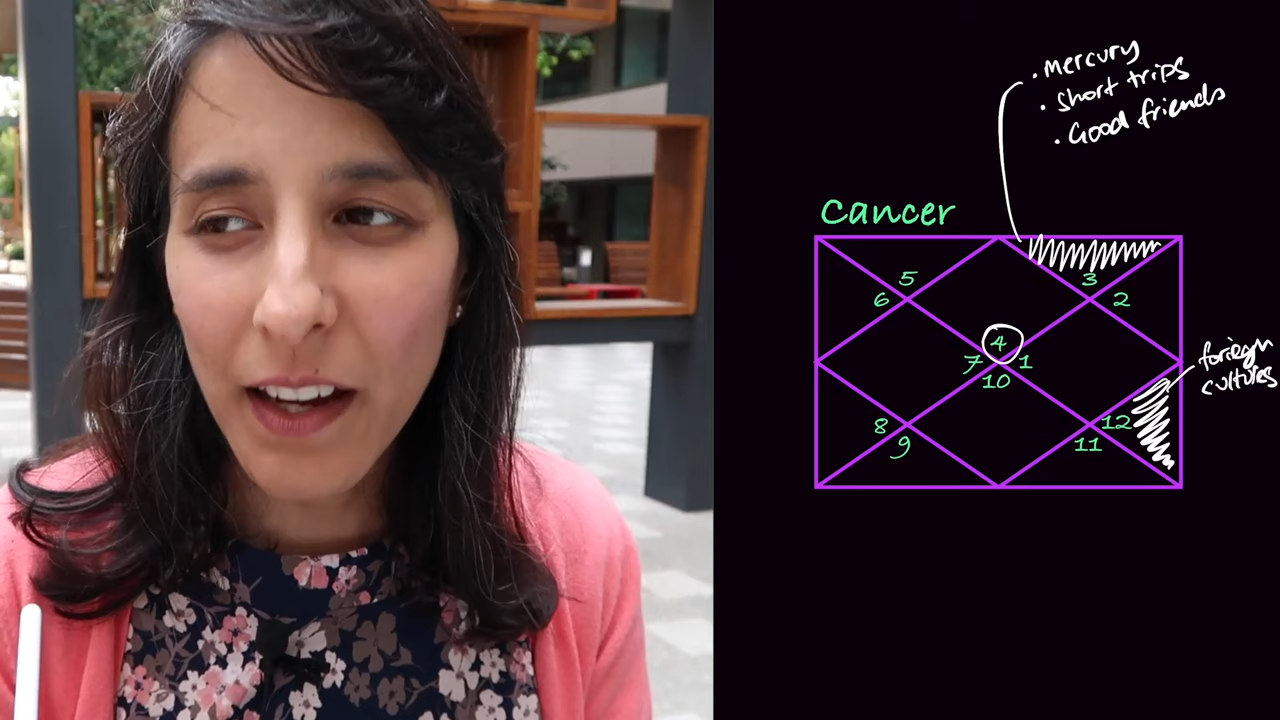 • Mercury
• Short trips
• Good friends
Cancer
5
3
6
2
4
7
1
10
foriegn
cultures
8
12
9
11